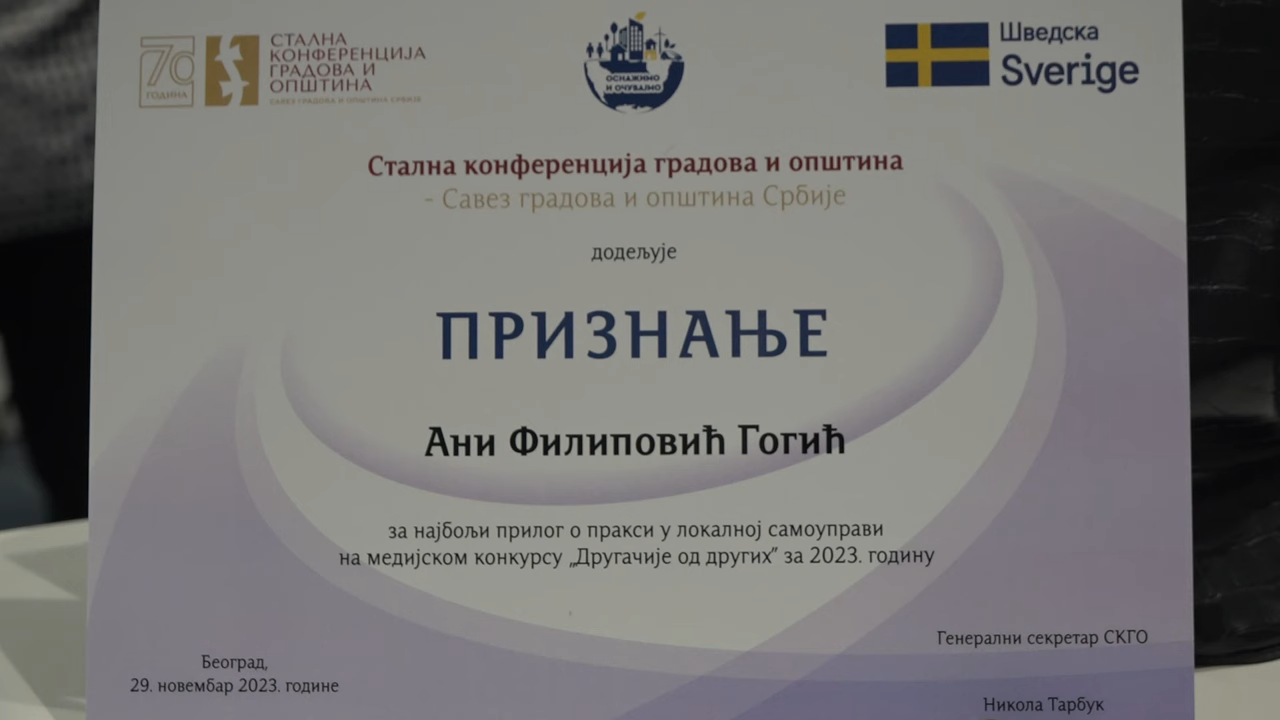 70
ГОДИНА
СТАЛНА
КОНФЕРЕНЦИЈА
ГРАДОВА И
ОПШТИНА
САВЕЗ ГРАДОВА И ОПШТИНА СРБИЈЕ
ОСНАЖИМО
И ОЧУВАЈМО
Шведска
Sverige
Стална конференција градова и општина
- Савез градова и општина Србије
додељује
ПРИЗНАЊЕ
Ани Филиповић Гогић
за најбољи прилог о пракси у локалној самоуправи
на медијском конкурсу „Другачије од других” за 2023. годину
Београд,
29. новембар 2023. године
Генерални секретар СКГО
Никола Тарбук